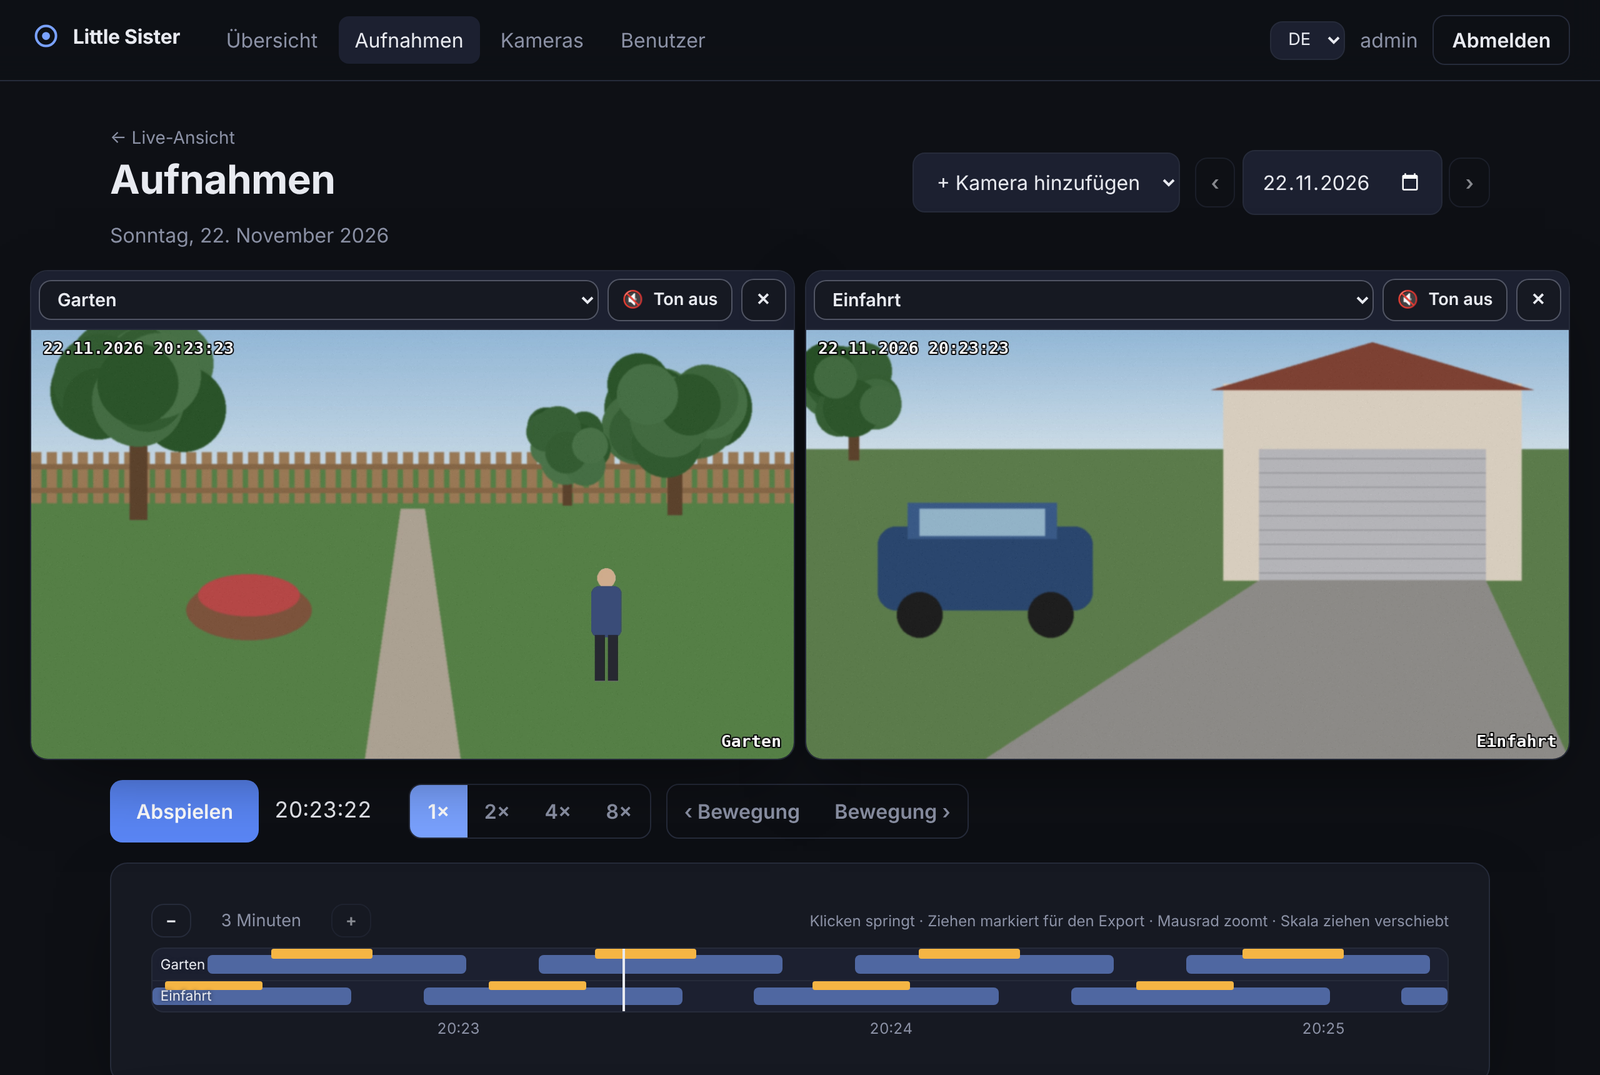 Little Sister
Übersicht
Aufnahmen
Kameras
Benutzer
DE
admin
Abmelden
← Live-Ansicht
Aufnahmen
+ Kamera hinzufügen
‹
22.11.2026
›
Sonntag, 22. November 2026
Garten
Ton aus
✕
Einfahrt
Ton aus
✕
22.11.2026 20:23:23
Garten
22.11.2026 20:23:23
Einfahrt
Abspielen
20:23:22
1×
2×
4×
8×
‹ Bewegung
Bewegung ›
−
3 Minuten
+
Klicken springt · Ziehen markiert für den Export · Mausrad zoomt · Skala ziehen verschiebt
Garten
Einfahrt
20:23
20:24
20:25